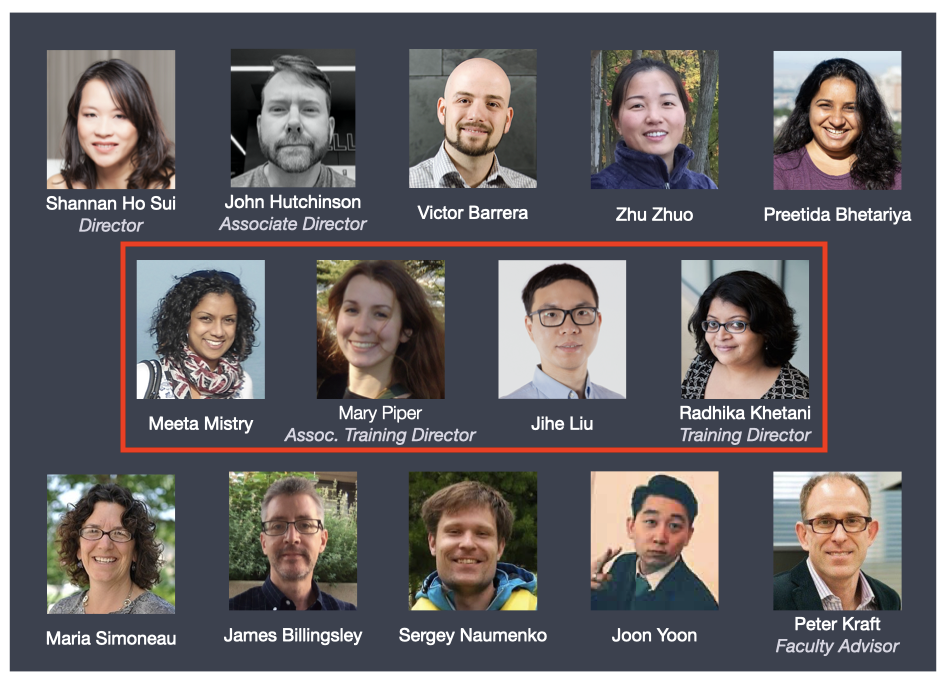 Shannan Ho Sui
Director
John Hutchinson
Associate Director
Victor Barrera
Zhu Zhuo
Preetida Bhetariya
Meeta Mistry
Mary Piper
Assoc. Training Director
Jihe Liu
Radhika Khetani
Training Director
Maria Simoneau
James Billingsley
Sergey Naumenko
Joon Yoon
Peter Kraft
Faculty Advisor